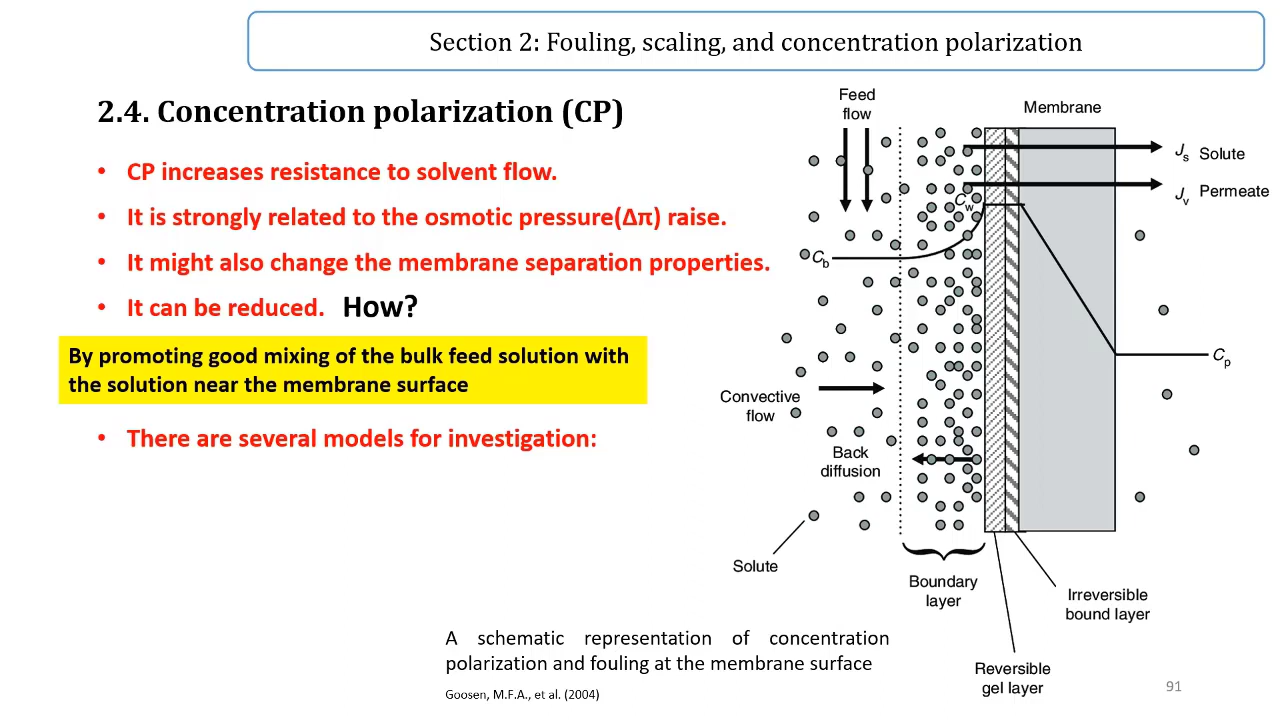 Section 2: Fouling, scaling, and concentration polarization
2.4. Concentration polarization (CP)
• CP increases resistance to solvent flow.
• It is strongly related to the osmotic pressure(Δπ) raise.
• It might also change the membrane separation properties.
• It can be reduced. How?
By promoting good mixing of the bulk feed solution with
the solution near the membrane surface
• There are several models for investigation:
Feed
flow
Membrane
Js Solute
Jv Permeate
Cw
Cb
Cp
Convective
flow
Back
diffusion
Solute
Boundary
layer
Irreversible
bound layer
Reversible
gel layer
A schematic representation of concentration
polarization and fouling at the membrane surface
Goosen, M.F.A., et al. (2004)
91